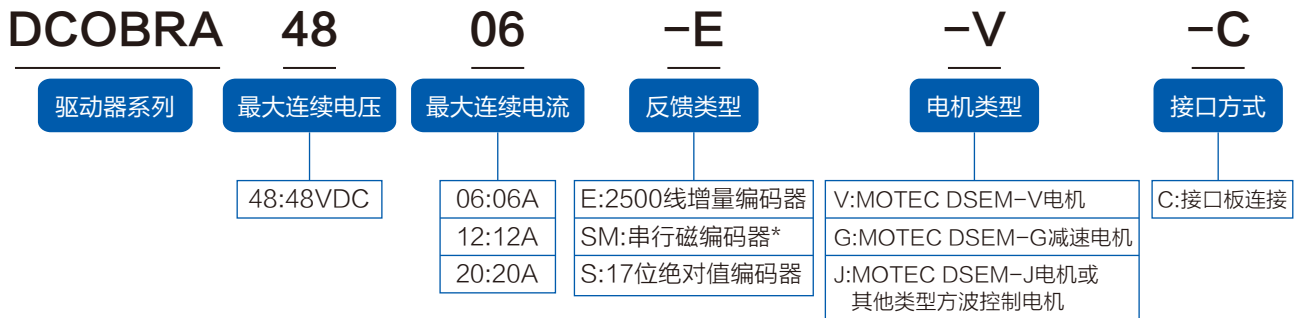 DCOBRA 48 06 -E -V -C
驱动器系列 最大连续电压 最大连续电流 反馈类型 电机类型 接口方式
48:48VDC 06:06A E:2500线增量编码器 V:MOTEC DSEM-V电机 C:接口板连接
12:12A SM:串行磁编码器* G:MOTEC DSEM-G减速电机
20:20A S:17位绝对值编码器 J:MOTEC DSEM-J电机或
其他类型方波控制电机